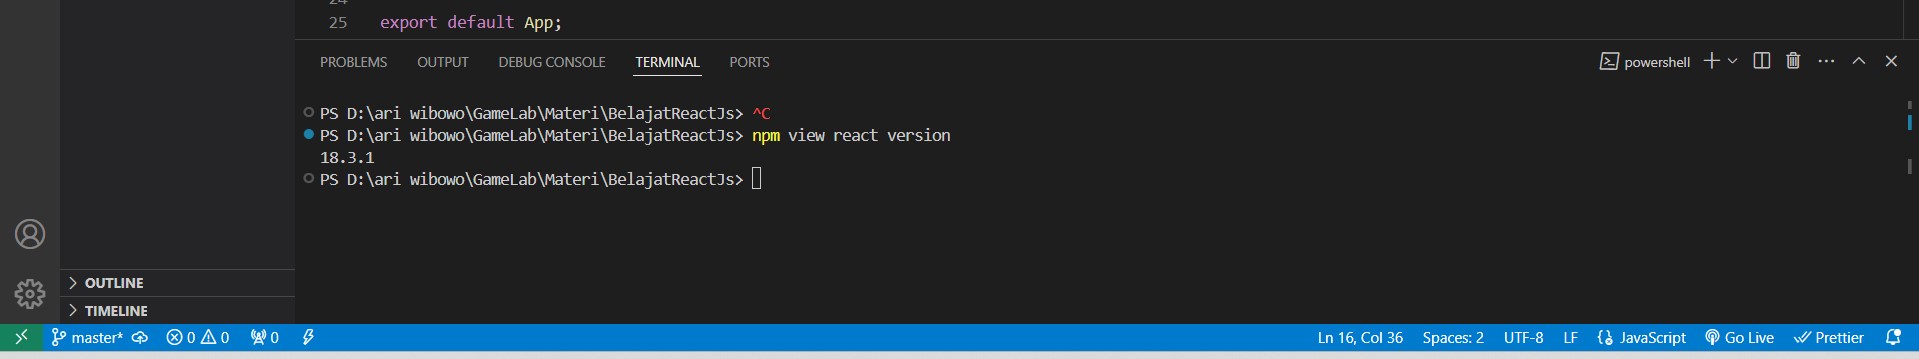 24
25 export default App;
PROBLEMS OUTPUT DEBUG CONSOLE TERMINAL PORTS powershell
PS D:\ari wibowo\GameLab\Materi\BelajatReactJs> ^C
PS D:\ari wibowo\GameLab\Materi\BelajatReactJs> npm view react version
18.3.1
PS D:\ari wibowo\GameLab\Materi\BelajatReactJs>
OUTLINE
TIMELINE
master* 0 0 0 Ln 16, Col 36 Spaces: 2 UTF-8 LF JavaScript Go Live Prettier